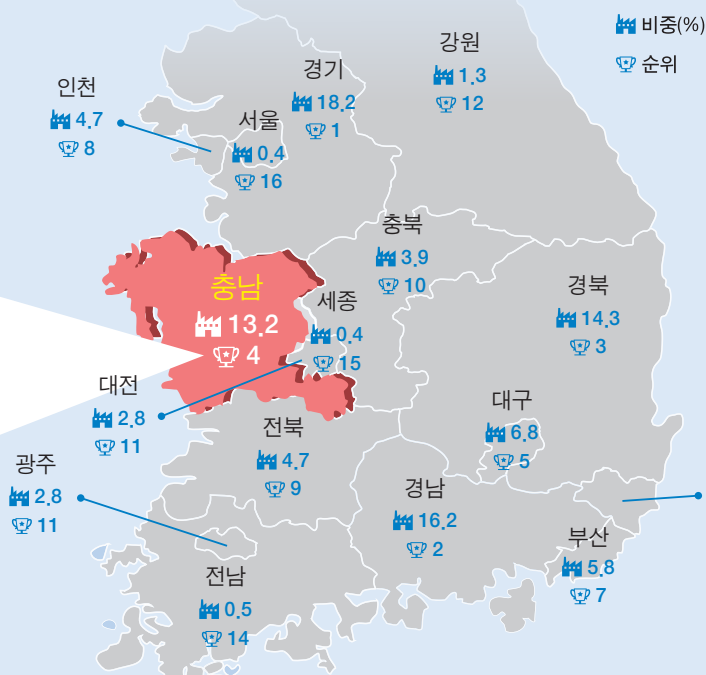 비중(%)
순위
강원
1.3
12
경기
18.2
1
인천
4.7
8
서울
0.4
16
충북
3.9
10
충남
13.2
4
세종
0.4
15
경북
14.3
3
대전
2.8
11
대구
6.8
5
전북
4.7
9
광주
2.8
11
경남
16.2
2
부산
5.8
7
전남
0.5
14